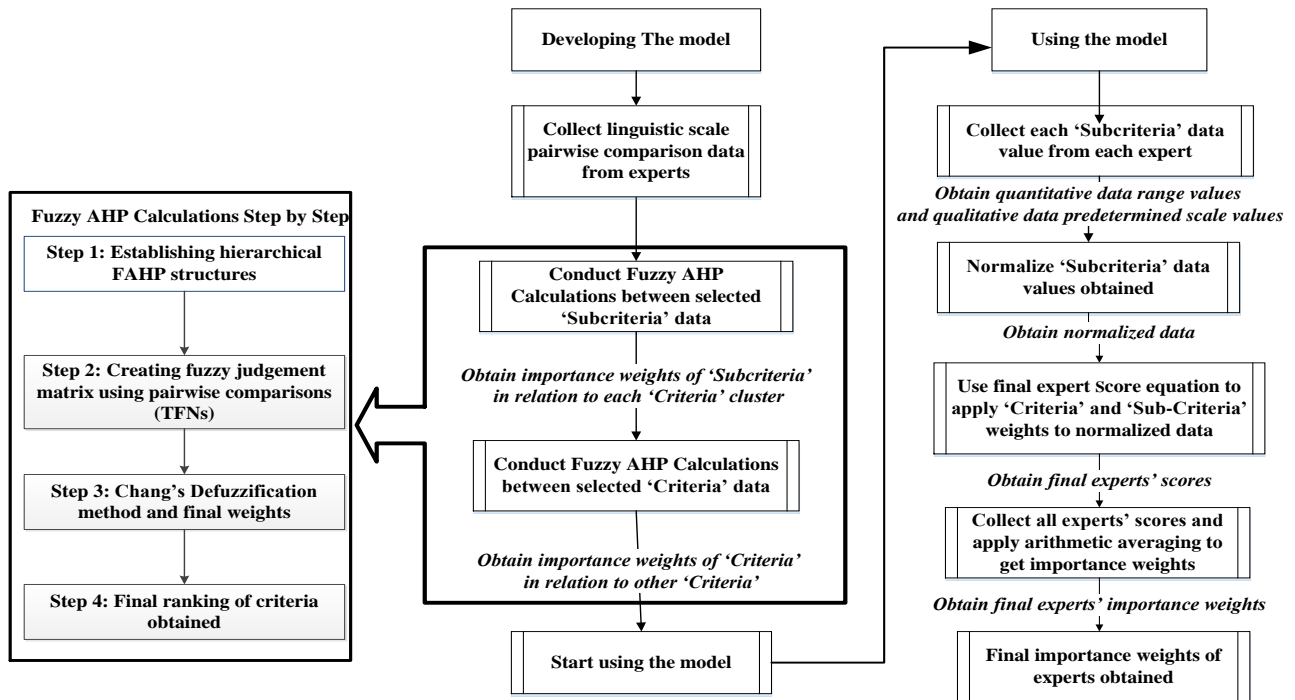 Fuzzy AHP Calculations Step by Step
Step 1: Establishing hierarchical
FAHP structures
Step 2: Creating fuzzy judgement
matrix using pairwise comparisons
(TFNs)
Step 3: Chang’s Defuzzification
method and final weights
Step 4: Final ranking of criteria
obtained
Developing The model
Collect linguistic scale
pairwise comparison data
from experts
Conduct Fuzzy AHP
Calculations between selected
‘Subcriteria’ data
Obtain importance weights of ‘Subcriteria’
in relation to each ‘Criteria’ cluster
Conduct Fuzzy AHP Calculations
between selected ‘Criteria’ data
Obtain importance weights of ‘Criteria’
in relation to other ‘Criteria’
Start using the model
Using the model
Collect each ‘Subcriteria’ data
value from each expert
Obtain quantitative data range values
and qualitative data predetermined scale values
Normalize ‘Subcriteria’ data
values obtained
Obtain normalized data
Use final expert Score equation to
apply ‘Criteria’ and ‘Sub-Criteria’
weights to normalized data
Obtain final experts’ scores
Collect all experts’ scores and
apply arithmetic averaging to
get importance weights
Obtain final experts’ importance weights
Final importance weights of
experts obtained